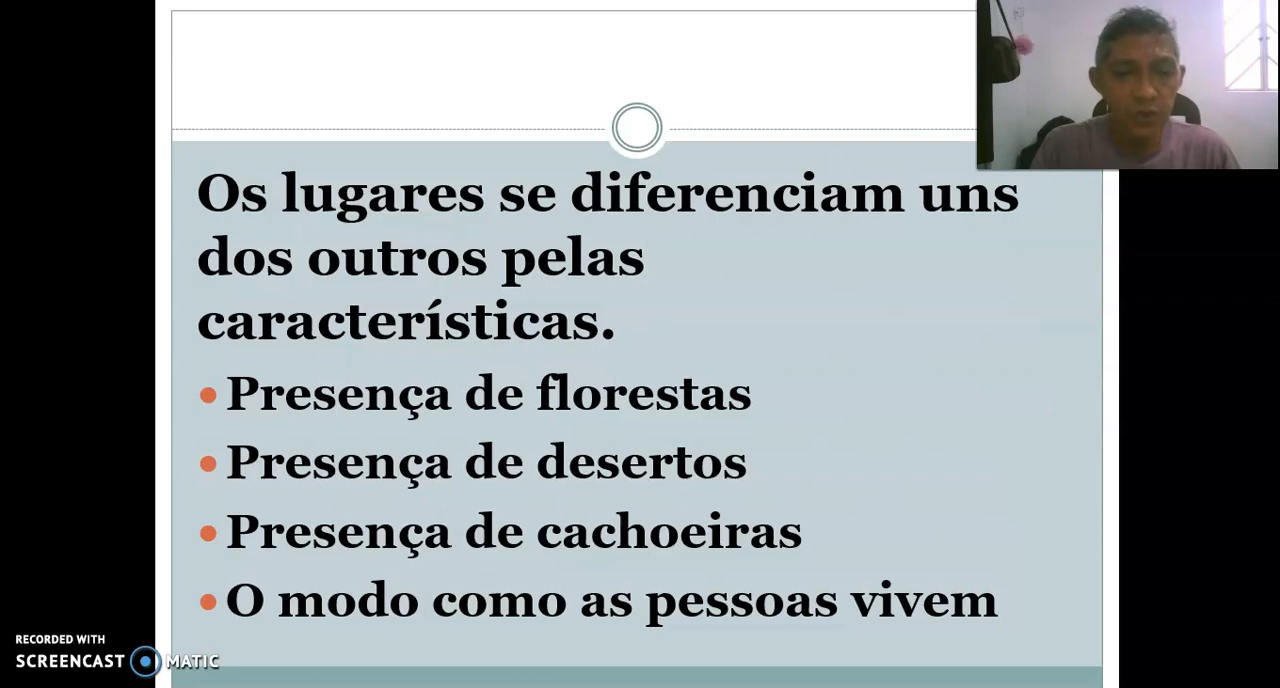 Os lugares se diferenciam uns
dos outros pelas
características.
Presença de florestas
Presença de desertos
Presença de cachoeiras
O modo como as pessoas vivem
RECORDED WITH
SCREENCAST MATIC